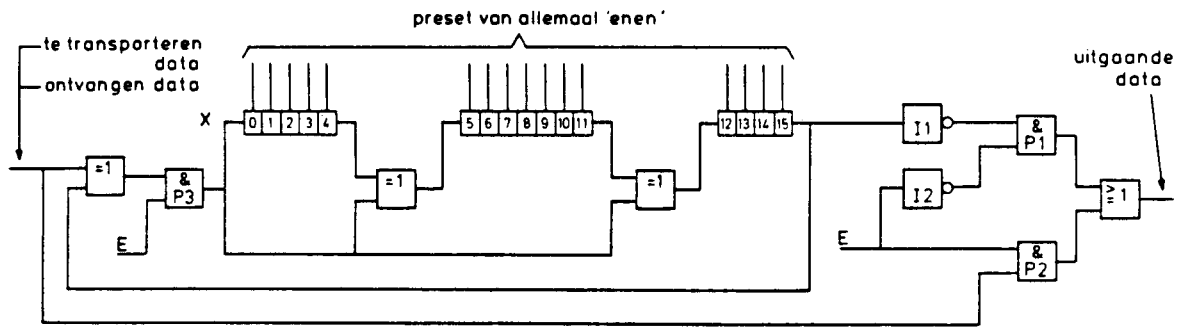 preset van allemaal 'enen'
te transporteren
data
ontvangen data
uitgaande
data
X
0 1 2 3 4
5 6 7 8 9 10 11
12 13 14 15
=1
&
P3
E
=1
=1
I1
I2
E
&
P1
&
P2
≥1